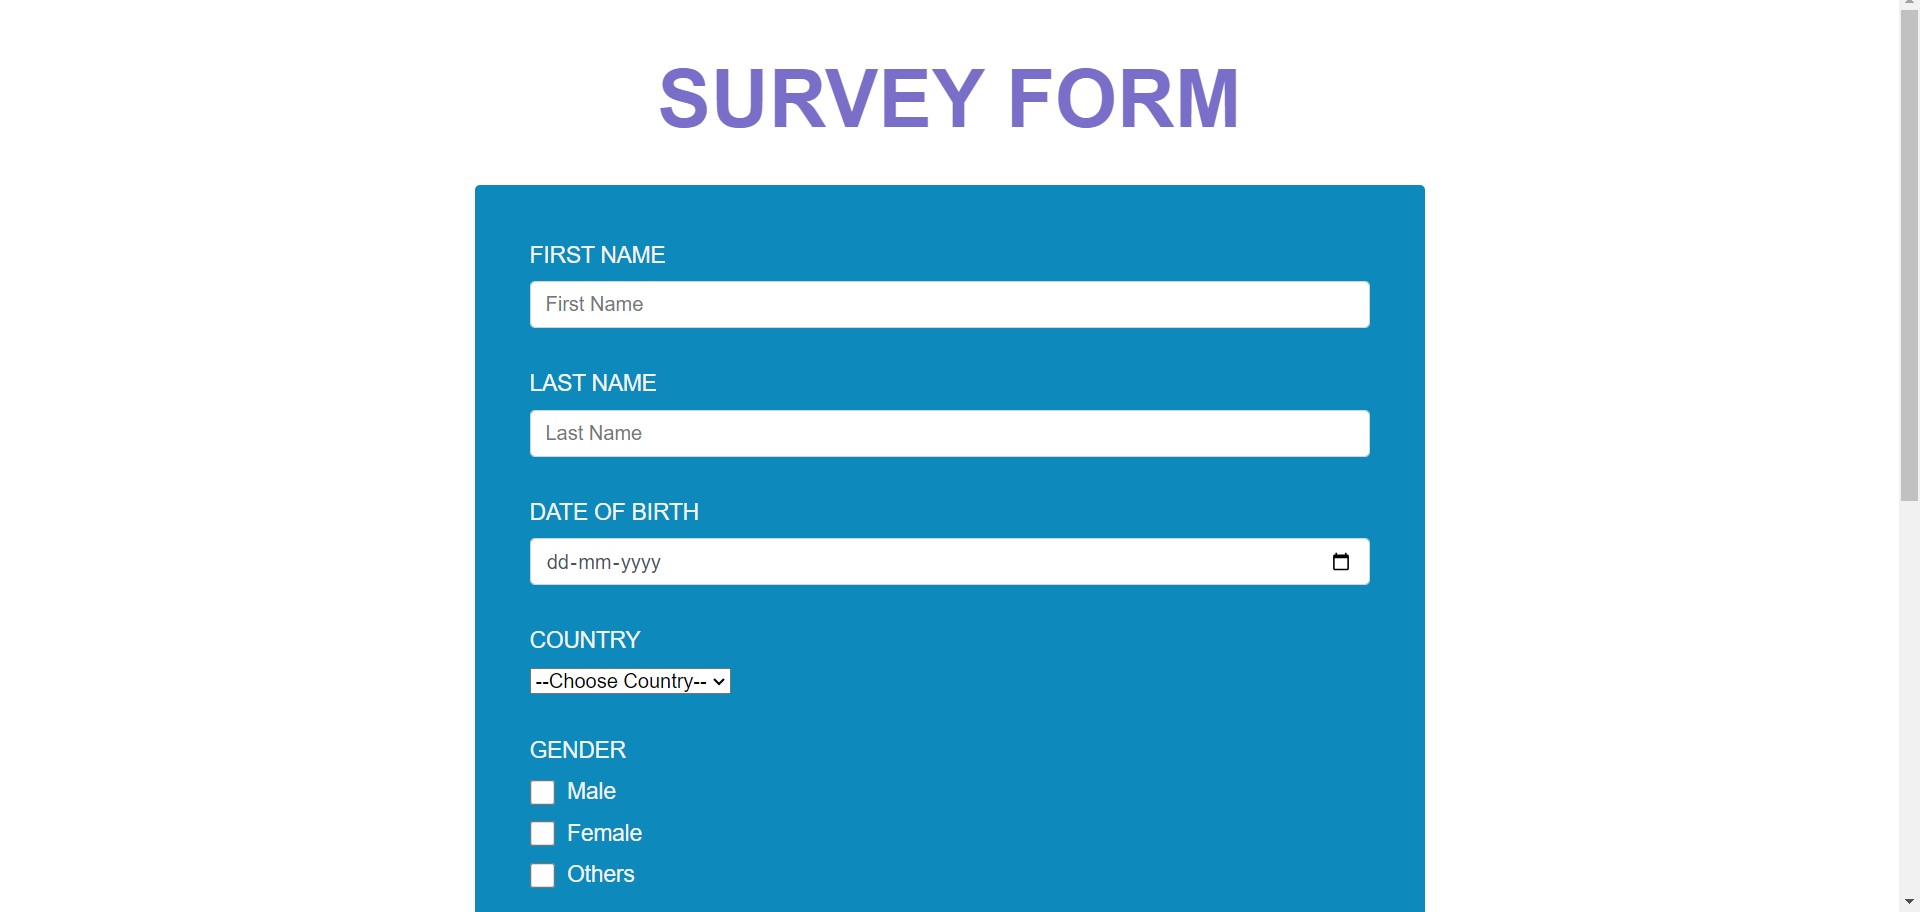 SURVEY FORM
FIRST NAME
First Name
LAST NAME
Last Name
DATE OF BIRTH
dd-mm-yyyy
COUNTRY
--Choose Country--
GENDER
Male
Female
Others